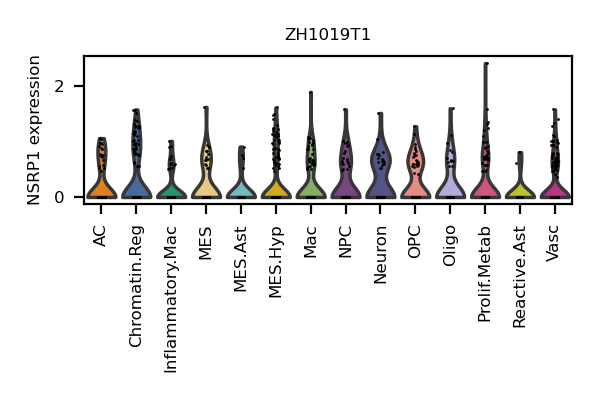 ZH1019T1
NSRP1 expression
2
0
AC
Chromatin.Reg
Inflammatory.Mac
MES
MES.Ast
MES.Hyp
Mac
NPC
Neuron
OPC
Oligo
Prolif.Metab
Reactive.Ast
Vasc